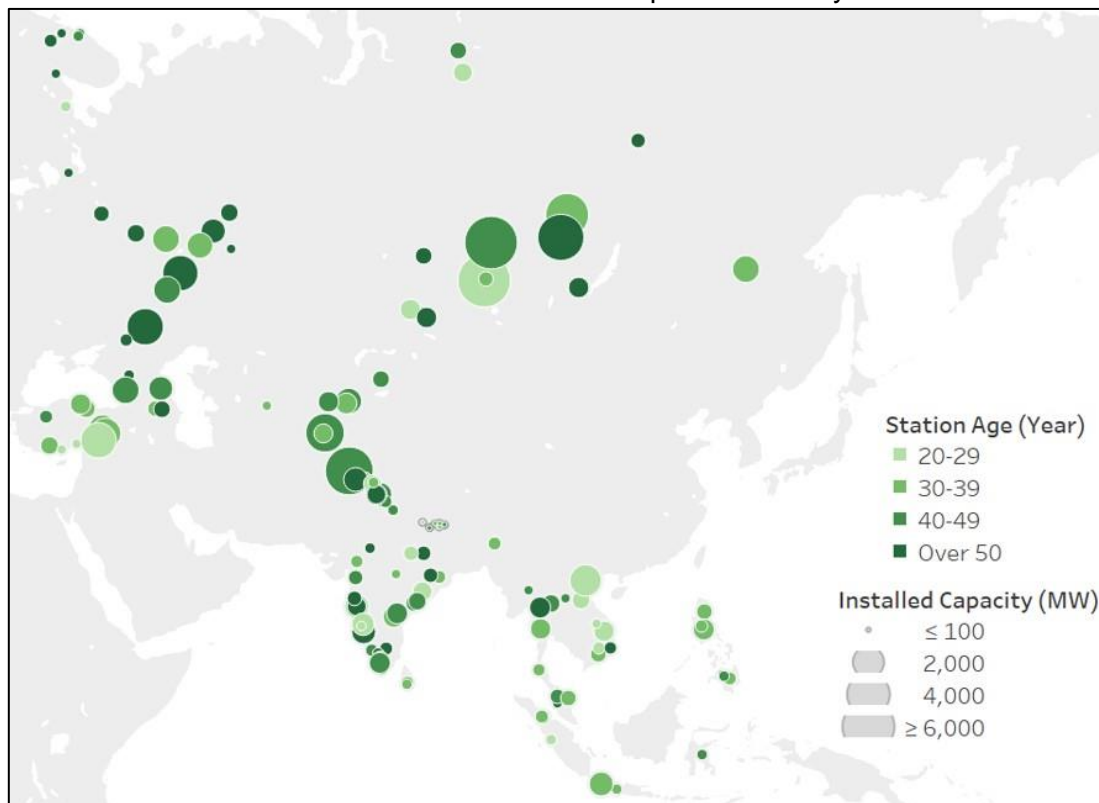 Station Age (Year)
20-29
30-39
40-49
Over 50
Installed Capacity (MW)
≤ 100
2,000
4,000
≥ 6,000